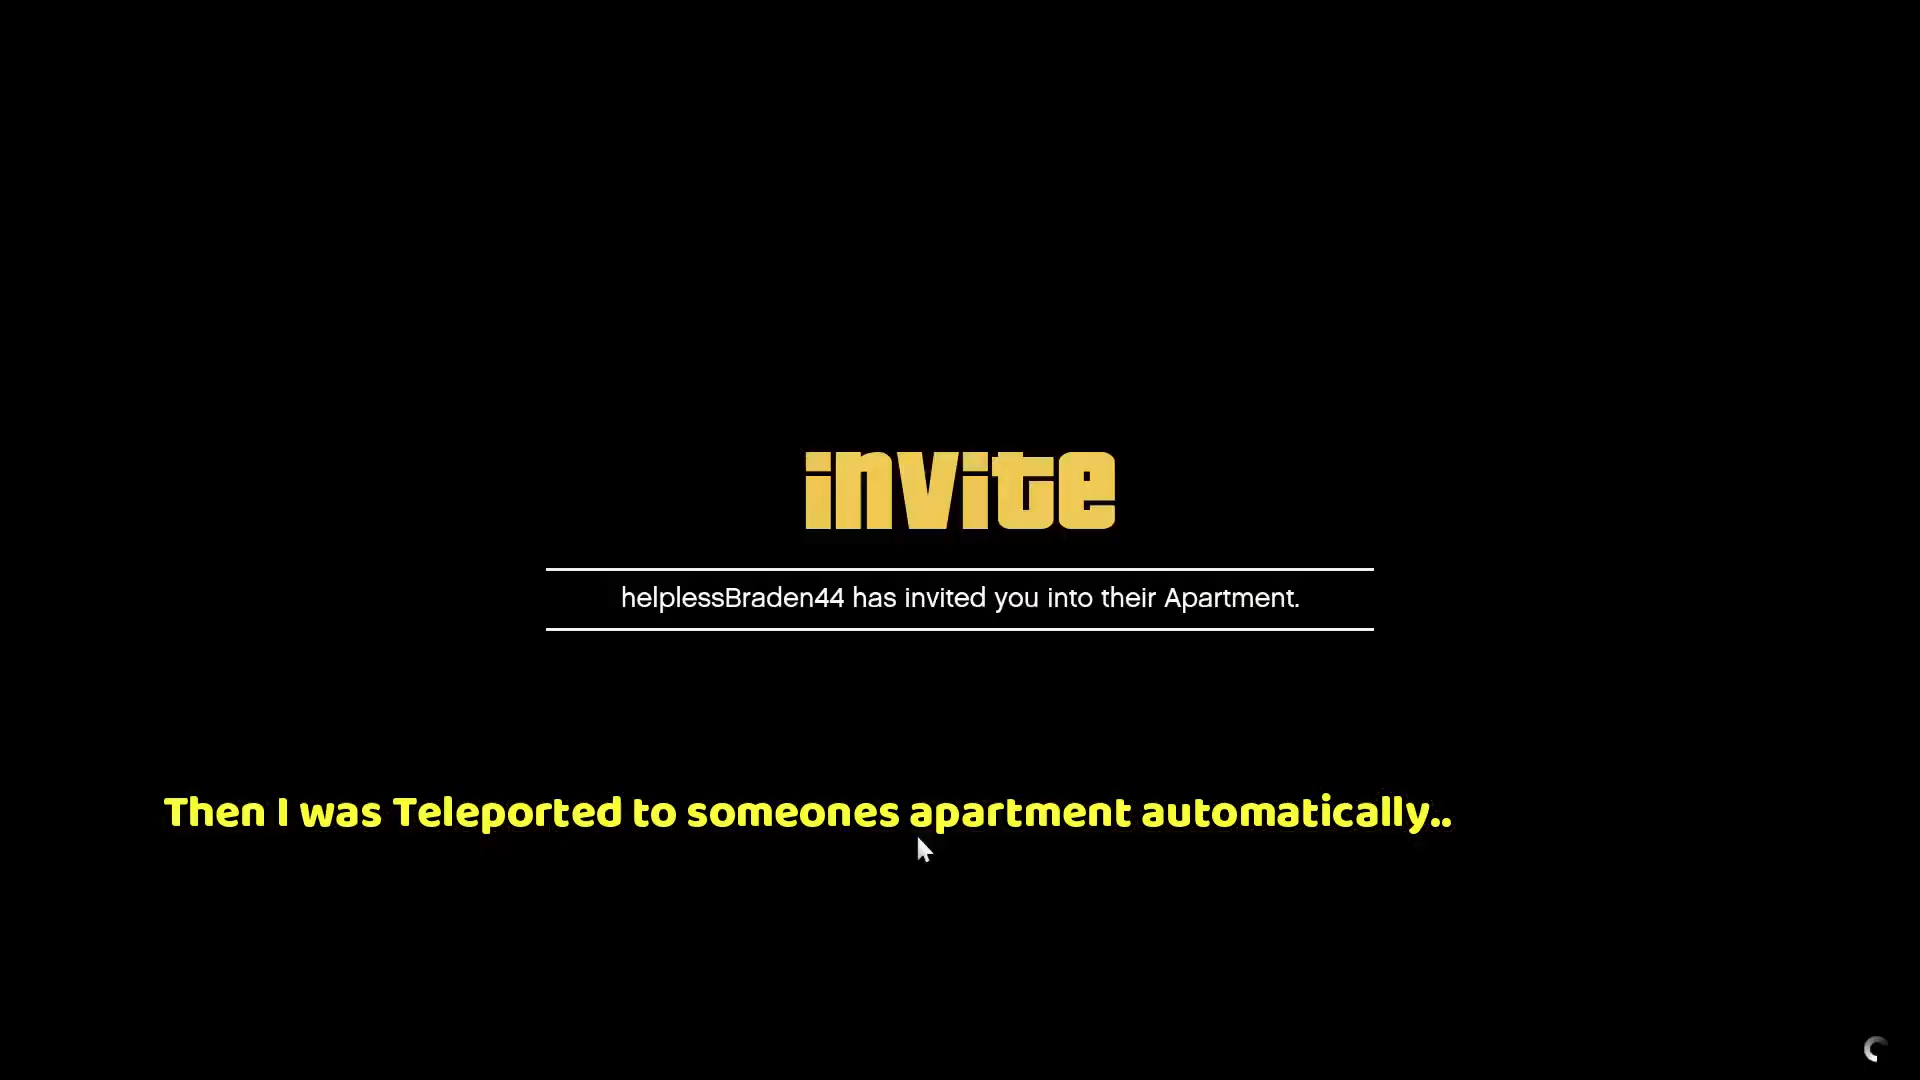 invite
helplessBraden44 has invited you into their Apartment.
Then I was Teleported to someones apartment automatically..